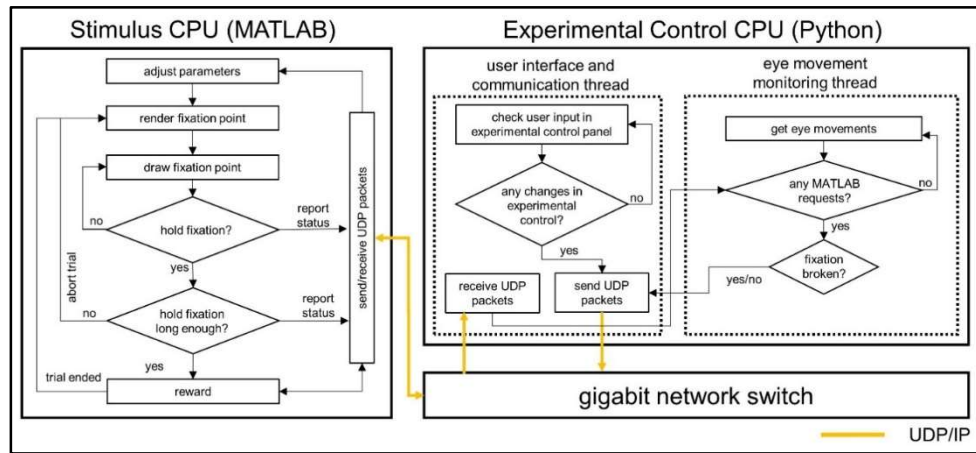 Stimulus CPU (MATLAB)
adjust parameters
render fixation point
draw fixation point
no
hold fixation?
report
status
yes
abort trial
no
hold fixation
long enough?
report
status
yes
trial ended
reward
send/receive UDP packets
Experimental Control CPU (Python)
user interface and
communication thread
check user input in
experimental control panel
any changes in
experimental control?
no
yes
receive UDP
packets
send UDP
packets
eye movement
monitoring thread
get eye movements
any MATLAB
requests?
no
yes
fixation
broken?
yes/no
gigabit network switch
UDP/IP